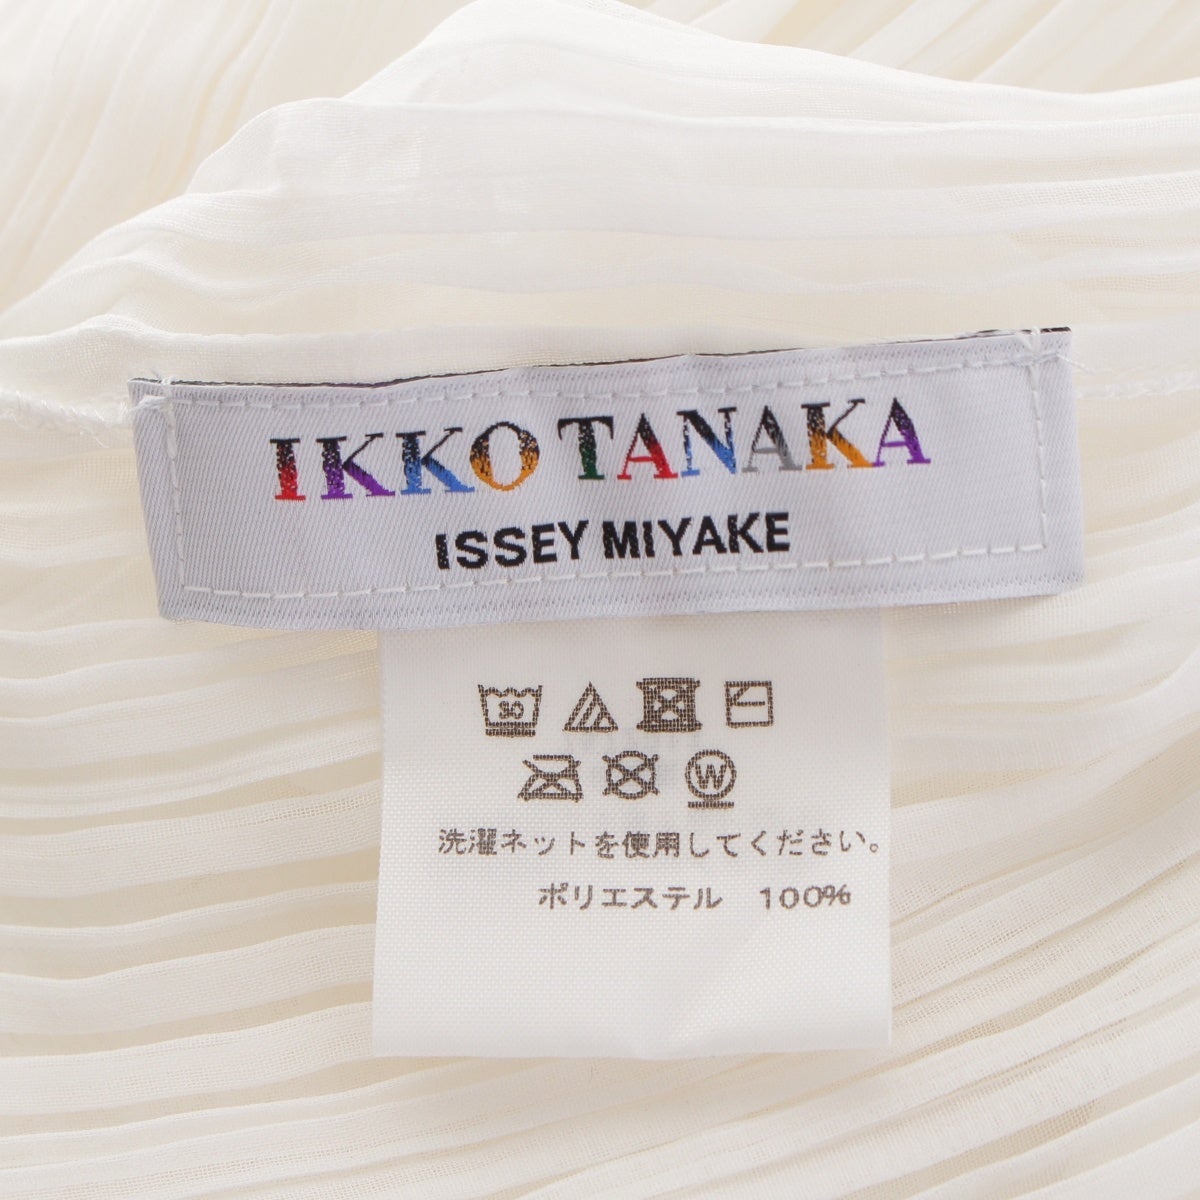 IKKO TANAKA
ISSEY MIYAKE
30
W
洗濯ネットを使用してください。
ポリエステル 100%